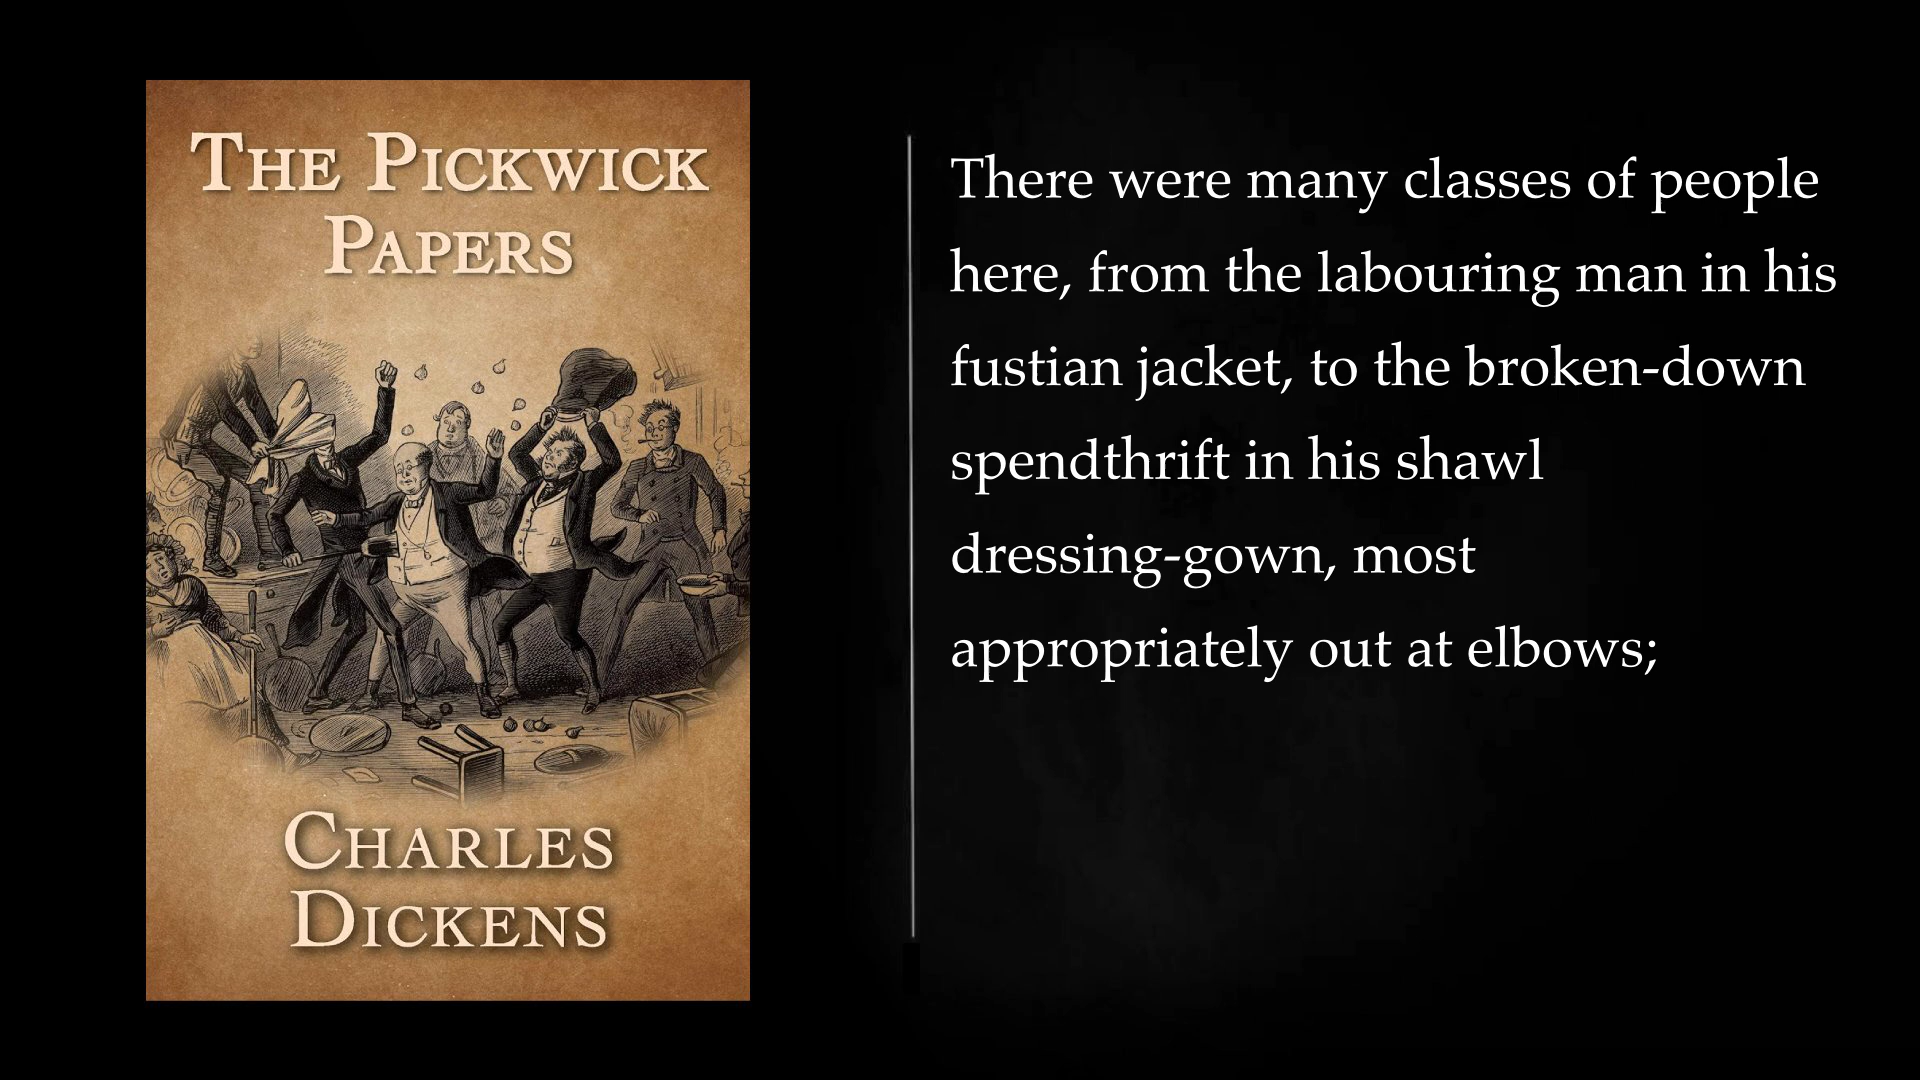 The Pickwick
Papers
Charles
Dickens
There were many classes of people
here, from the labouring man in his
fustian jacket, to the broken-down
spendthrift in his shawl
dressing-gown, most
appropriately out at elbows;